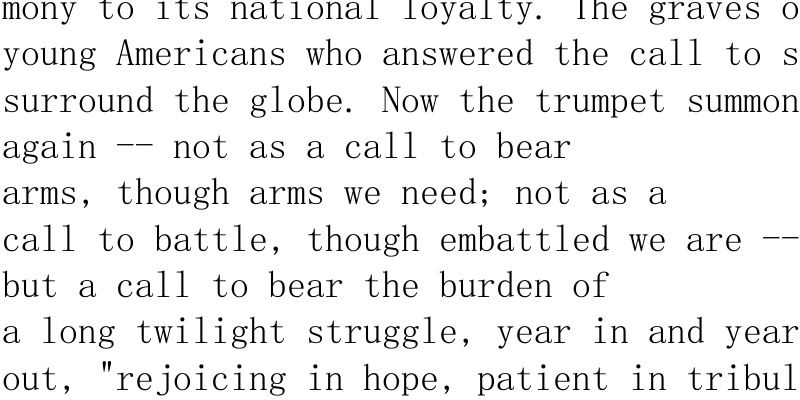 mony to its national loyalty. The graves o
young Americans who answered the call to s
surround the globe. Now the trumpet summon
again -- not as a call to bear
arms, though arms we need; not as a
call to battle, though embattled we are --
but a call to bear the burden of
a long twilight struggle, year in and year
out, "rejoicing in hope, patient in tribul